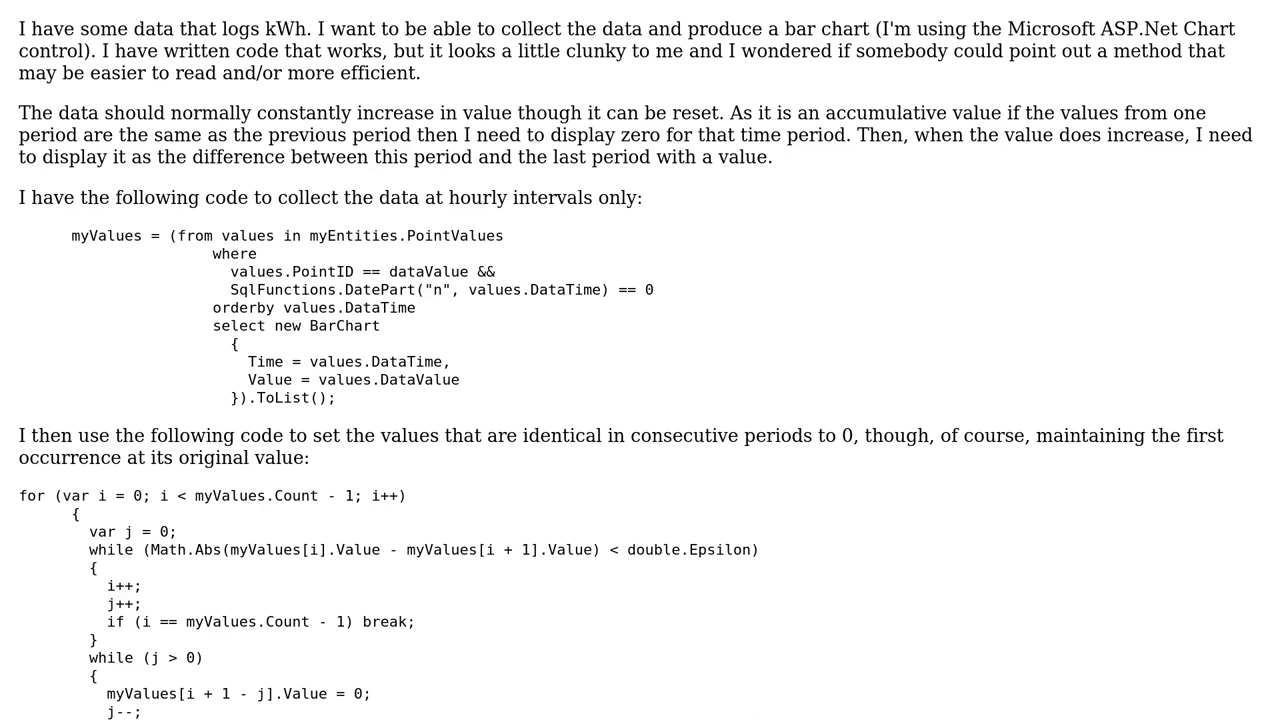 I have some data that logs kWh. I want to be able to collect the data and produce a bar chart (I'm using the Microsoft ASP.Net Chart
control). I have written code that works, but it looks a little clunky to me and I wondered if somebody could point out a method that
may be easier to read and/or more efficient.
The data should normally constantly increase in value though it can be reset. As it is an accumulative value if the values from one
period are the same as the previous period then I need to display zero for that time period. Then, when the value does increase, I need
to display it as the difference between this period and the last period with a value.
I have the following code to collect the data at hourly intervals only:
myValues = (from values in myEntities.PointValues
where
values.PointID == dataValue &&
SqlFunctions.DatePart("n", values.DataTime) == 0
orderby values.DataTime
select new BarChart
{
Time = values.DataTime,
Value = values.DataValue
}).ToList();
I then use the following code to set the values that are identical in consecutive periods to 0, though, of course, maintaining the first
occurrence at its original value:
for (var i = 0; i < myValues.Count - 1; i++)
{
var j = 0;
while (Math.Abs(myValues[i].Value - myValues[i + 1].Value) < double.Epsilon)
{
i++;
j++;
if (i == myValues.Count - 1) break;
}
while (j > 0)
{
myValues[i + 1 - j].Value = 0;
j--;